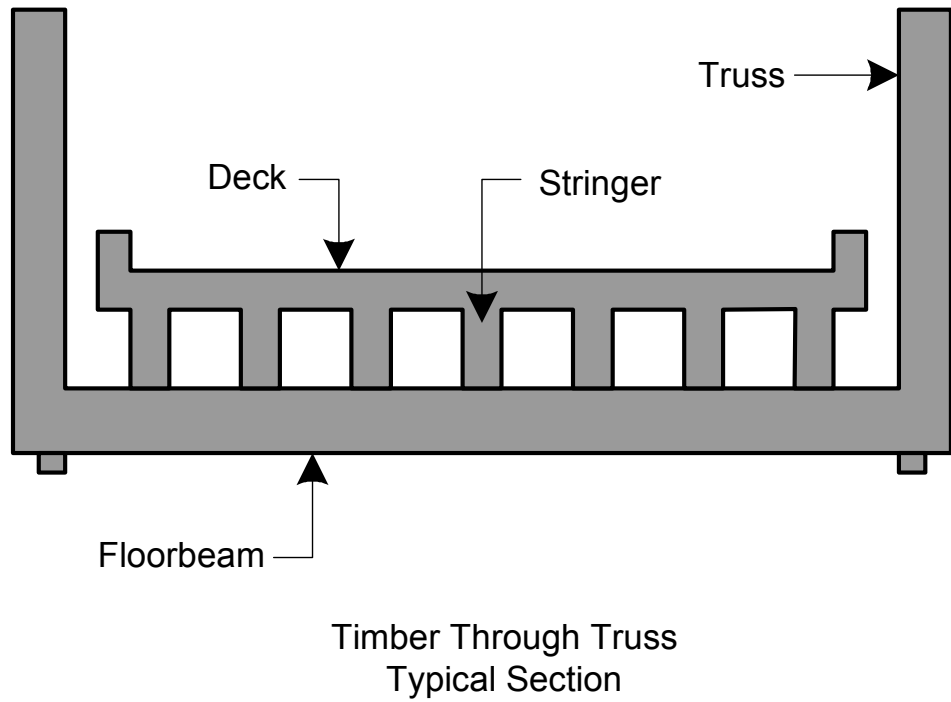 Truss
Deck
Stringer
Floorbeam
Timber Through Truss
Typical Section